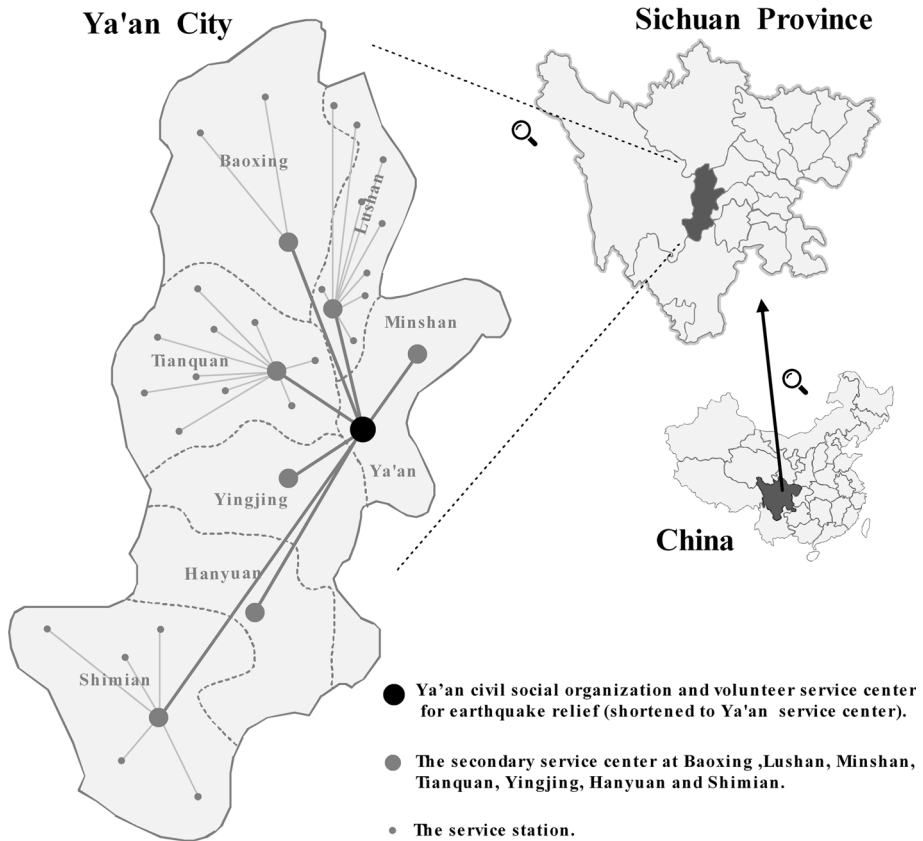 Ya'an City
Sichuan Province
Baoxing
Lushan
Minshan
Tianquan
Ya'an
Yingjing
China
Hanyuan
Shimian
Ya’an civil social organization and volunteer service center
for earthquake relief (shortened to Ya'an service center).
The secondary service center at Baoxing ,Lushan, Minshan,
Tianquan, Yingjing, Hanyuan and Shimian.
The service station.